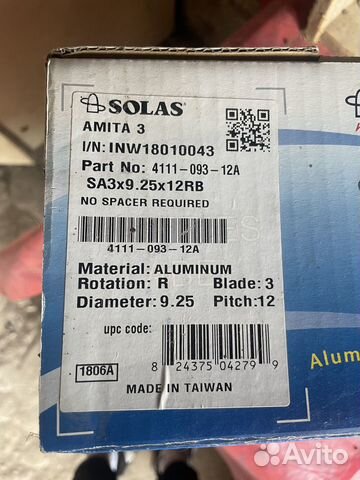 SOLAS®
AMITA 3
I/N: INW18010043
Part No: 4111-093-12A
SA3x9.25x12RB
NO SPACER REQUIRED
4111-093-12A
Material: ALUMINUM
Rotation: R Blade: 3
Diameter: 9.25 Pitch: 12
upc code:
8 24375 04279 9
1806A
MADE IN TAIWAN
Alum
Avito